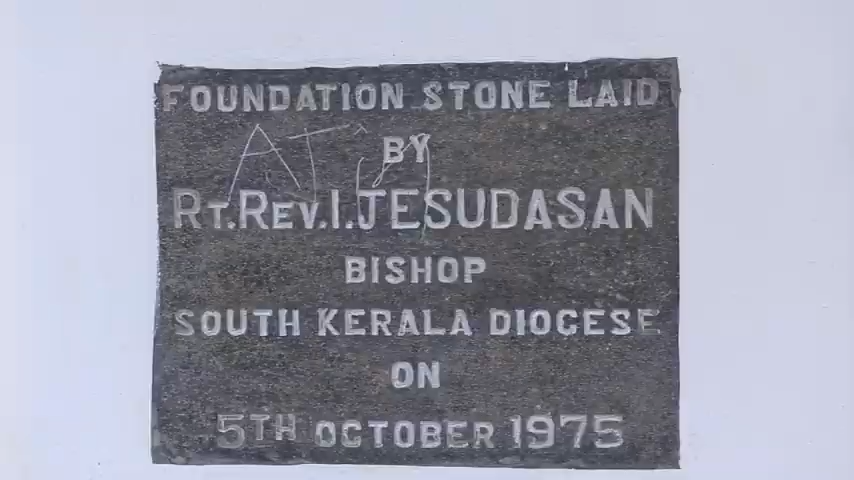 FOUNDATION STONE LAID
BY
RT. REV. I. JESUDASAN
BISHOP
SOUTH KERALA DIOCESE
ON
5TH OCTOBER 1975